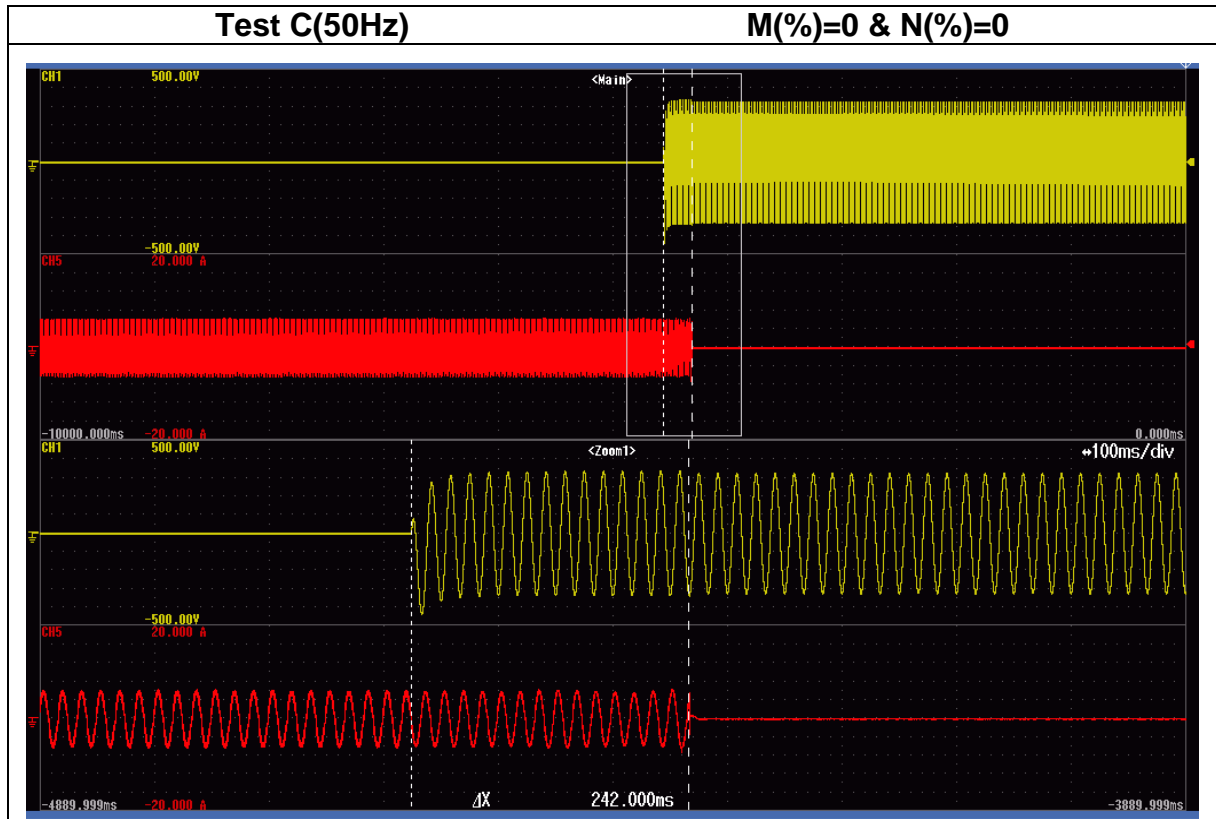 Test C(50Hz) M(%)=0 & N(%)=0
CH1 500.00V <Main>
-500.00V
CH5 20.000 A
-10000.000ms -20.000 A 0.000ms
CH1 500.00V <Zoom1> ↔100ms/div
-500.00V
CH5 20.000 A
ΔX 242.000ms
-4889.999ms -20.000 A -3889.999ms